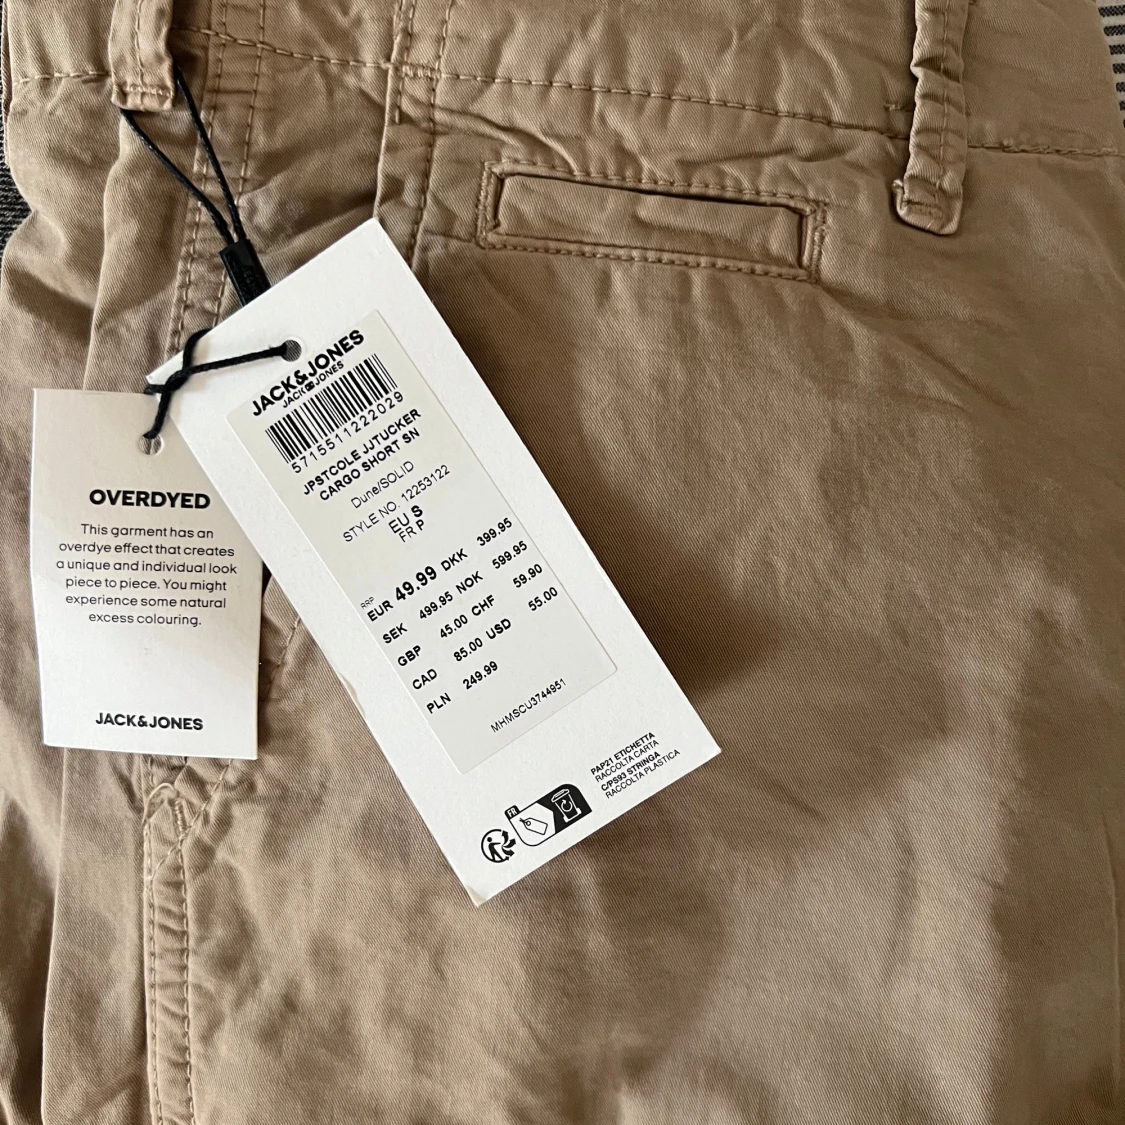 OVERDYED
This garment has an
overdye effect that creates
a unique and individual look
piece to piece. You might
experience some natural
excess colouring.
JACK&JONES
JACK&JONES
JACK&JONES
5715511222029
JPSTCOLE JJTUCKER
CARGO SHORT SN
Dune/SOLID
STYLE NO. 12253122
EU S
FR P
RRP
EUR 49.99 DKK 399.95
SEK 499.95 NOK 599.95
GBP 45.00 CHF 59.90
CAD 85.00 USD 55.00
PLN 249.99
MHMSCU3744951
FR
PAP21 ETICHETTA
RACCOLTA CARTA
C/PS93 STRINGA
RACCOLTA PLASTICA